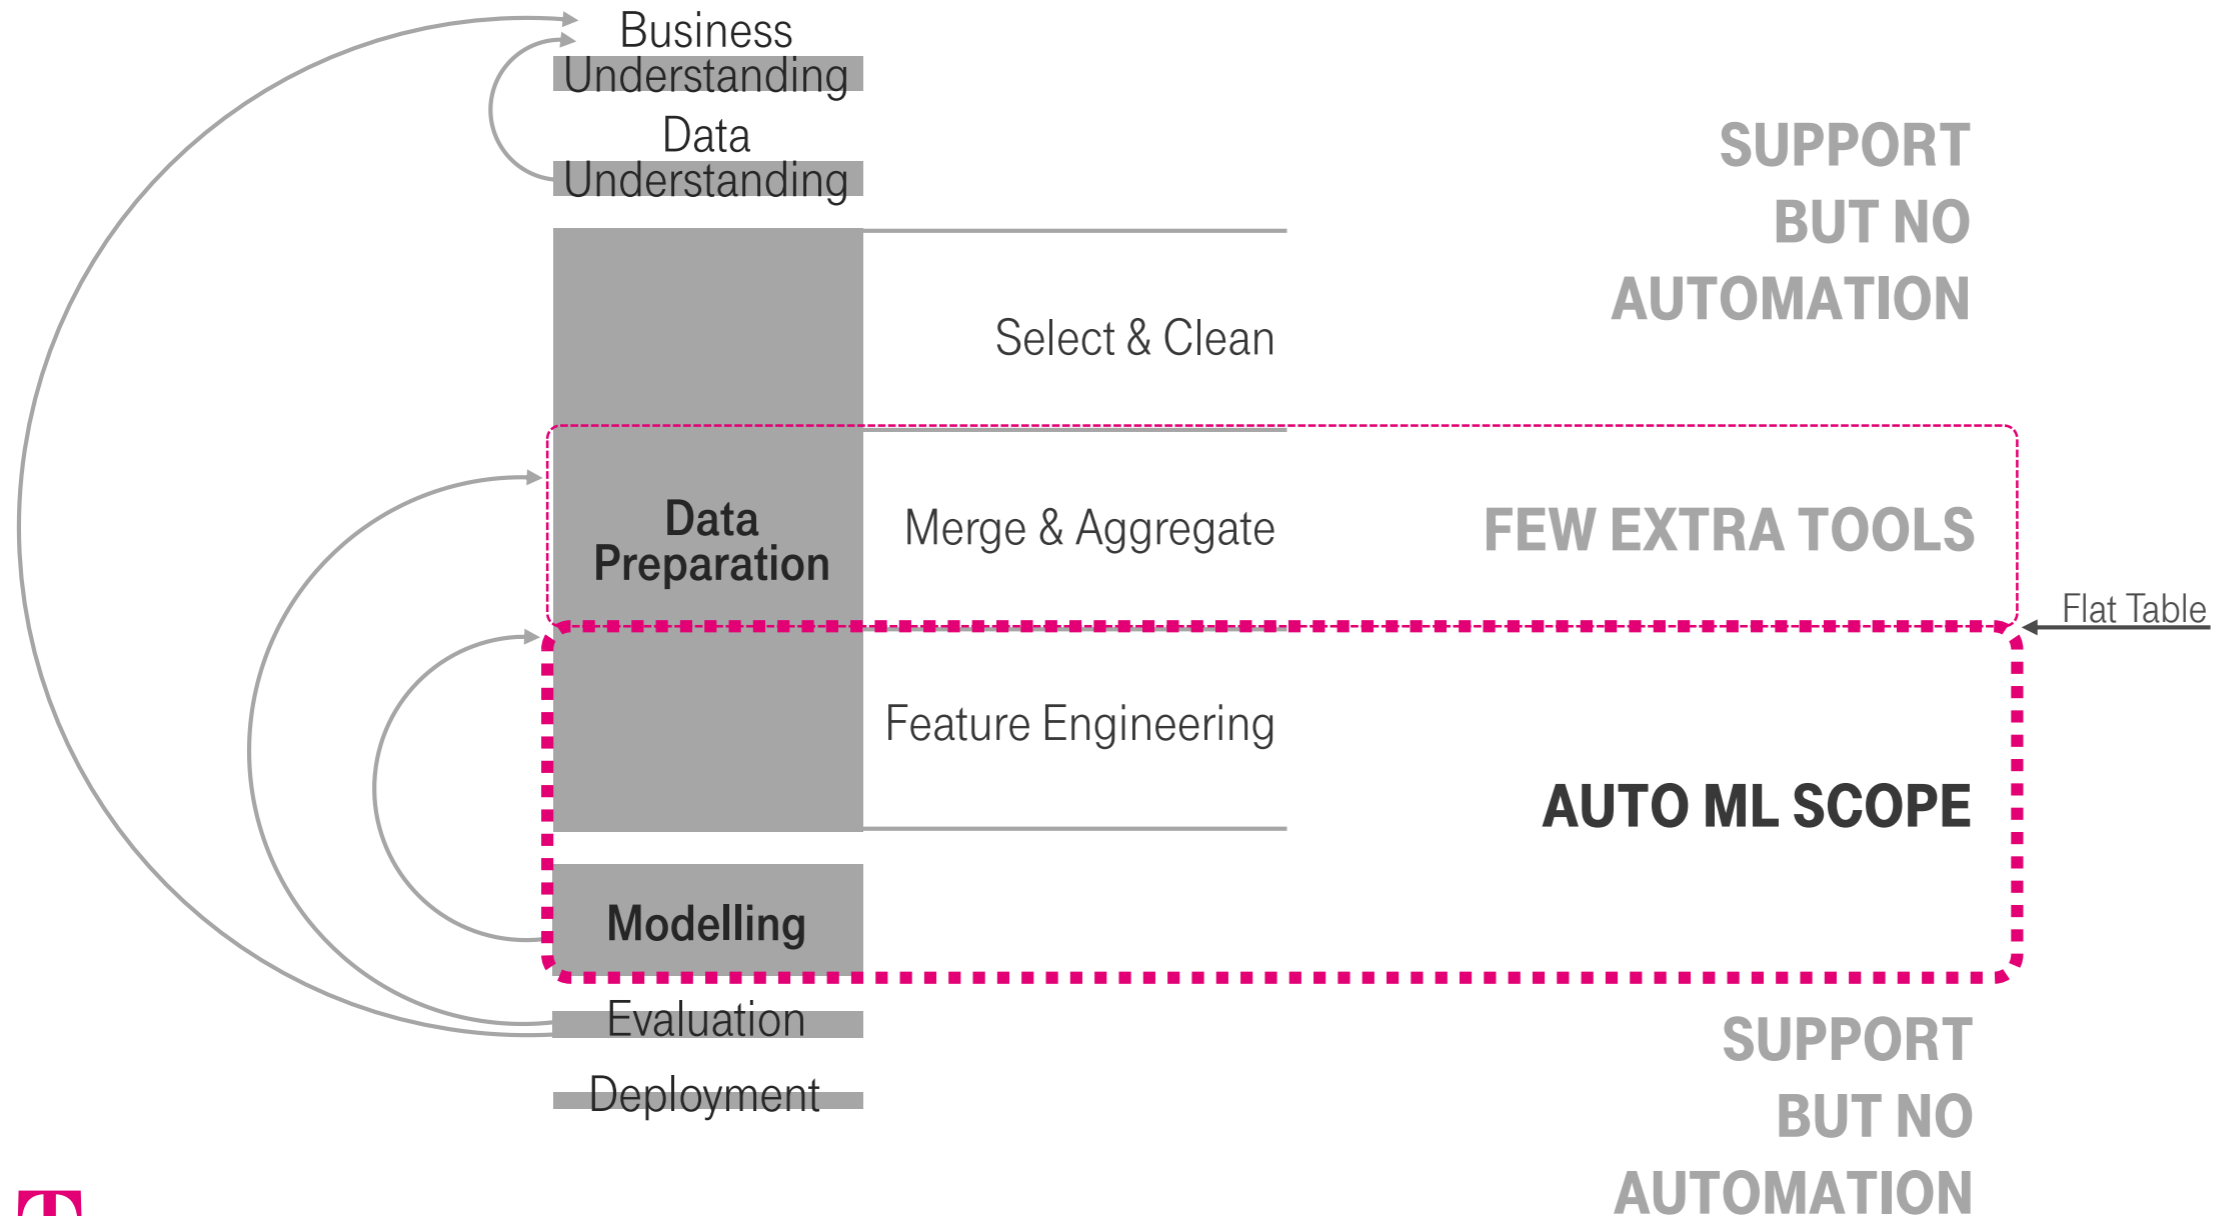 Business
Understanding
Data
Understanding
SUPPORT
BUT NO
AUTOMATION
Select & Clean
Data
Preparation
Merge & Aggregate
FEW EXTRA TOOLS
Flat Table
Feature Engineering
AUTO ML SCOPE
Modelling
Evaluation
Deployment
SUPPORT
BUT NO
AUTOMATION
T